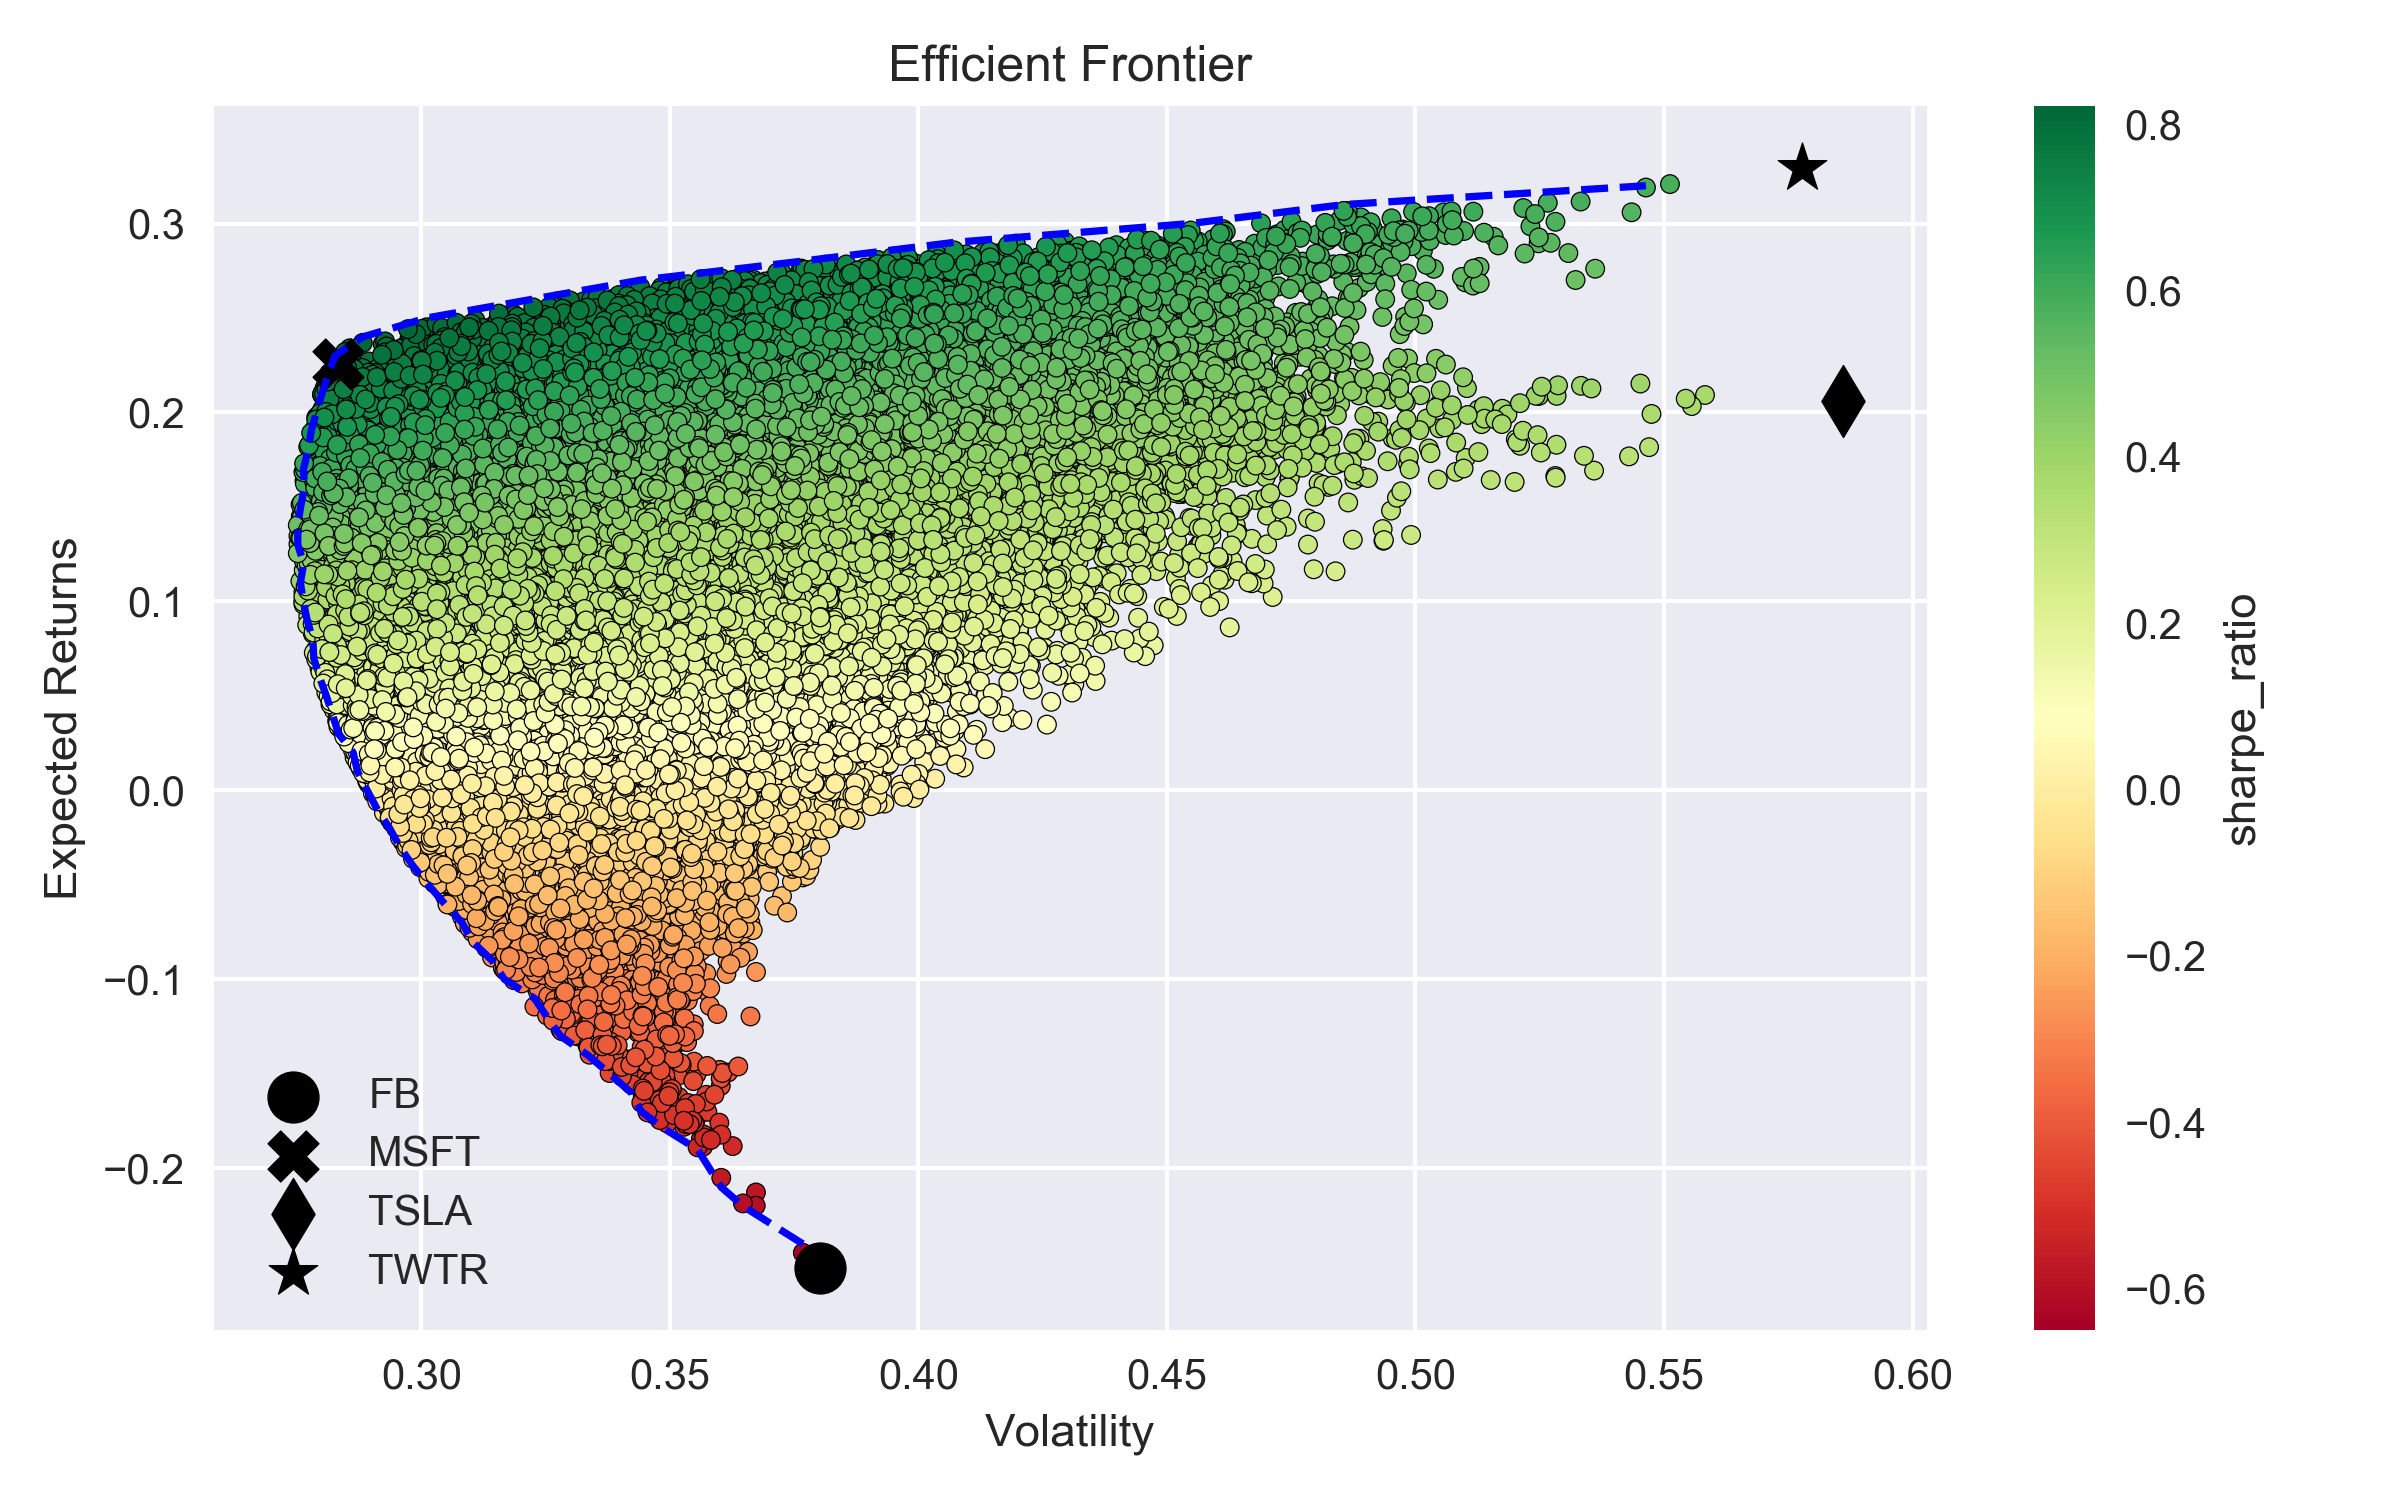 Efficient Frontier
Expected Returns
0.3
0.2
0.1
0.0
−0.1
−0.2
FB
MSFT
TSLA
TWTR
0.30 0.35 0.40 0.45 0.50 0.55 0.60
Volatility
0.8
0.6
0.4
0.2
0.0
−0.2
−0.4
−0.6
sharpe_ratio